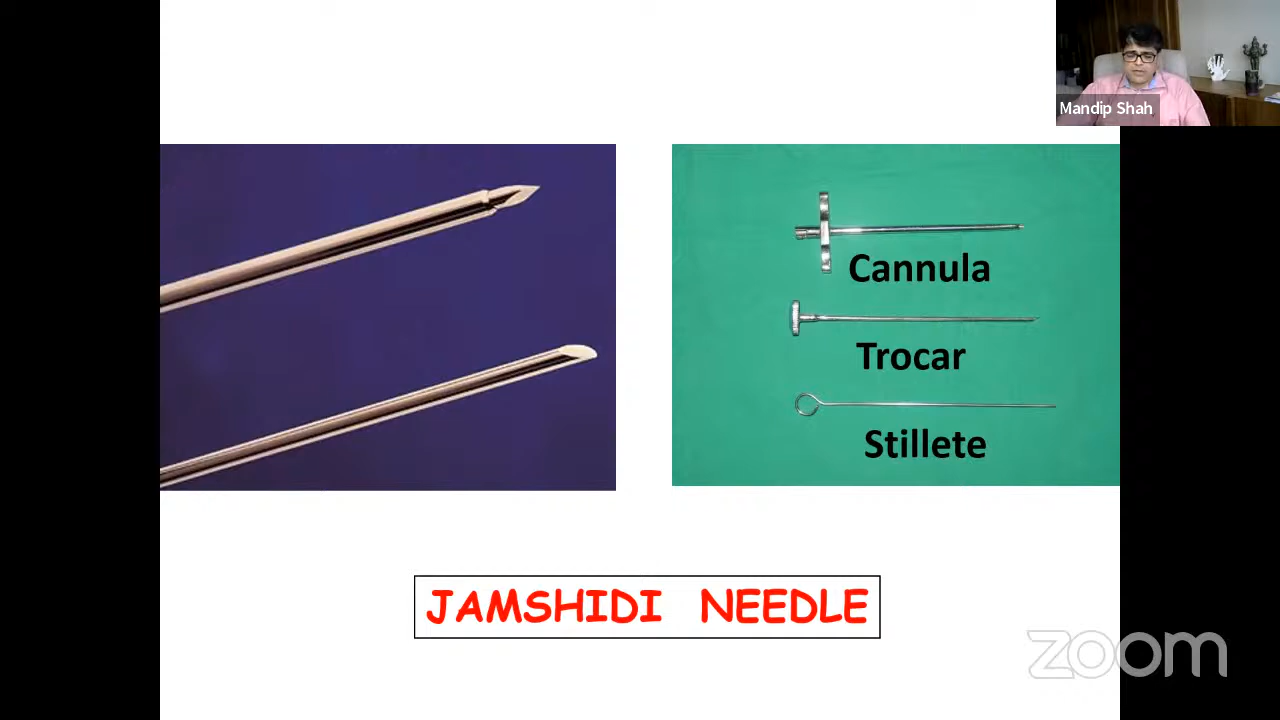 Mandip Shah
Cannula
Trocar
Stillete
JAMSHIDI NEEDLE
zoom